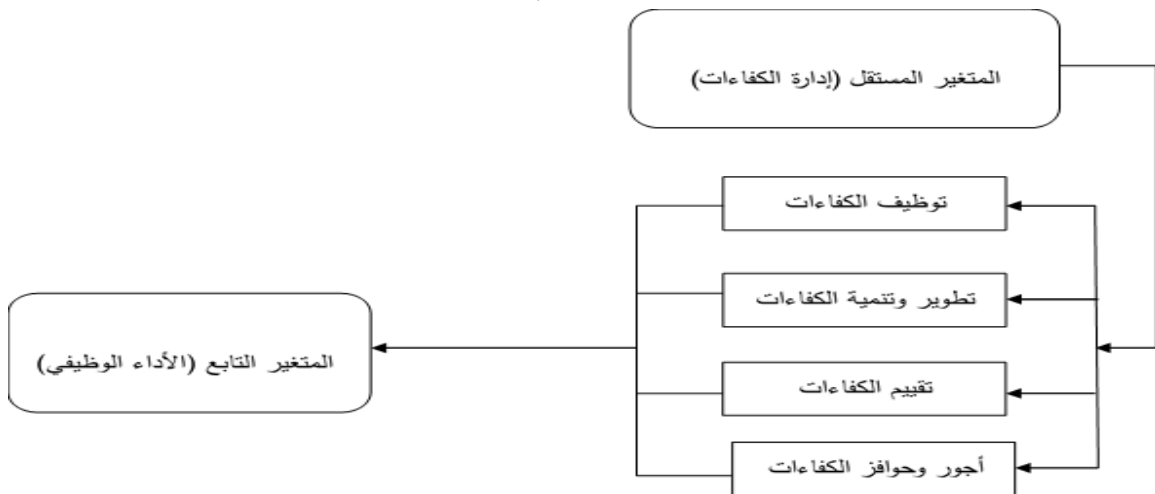 المتغير المستقل (إدارة الكفاءات)
توظيف الكفاءات
تطوير وتنمية الكفاءات
المتغير التابع (الأداء الوظيفي)
تقييم الكفاءات
أجور وحوافز الكفاءات